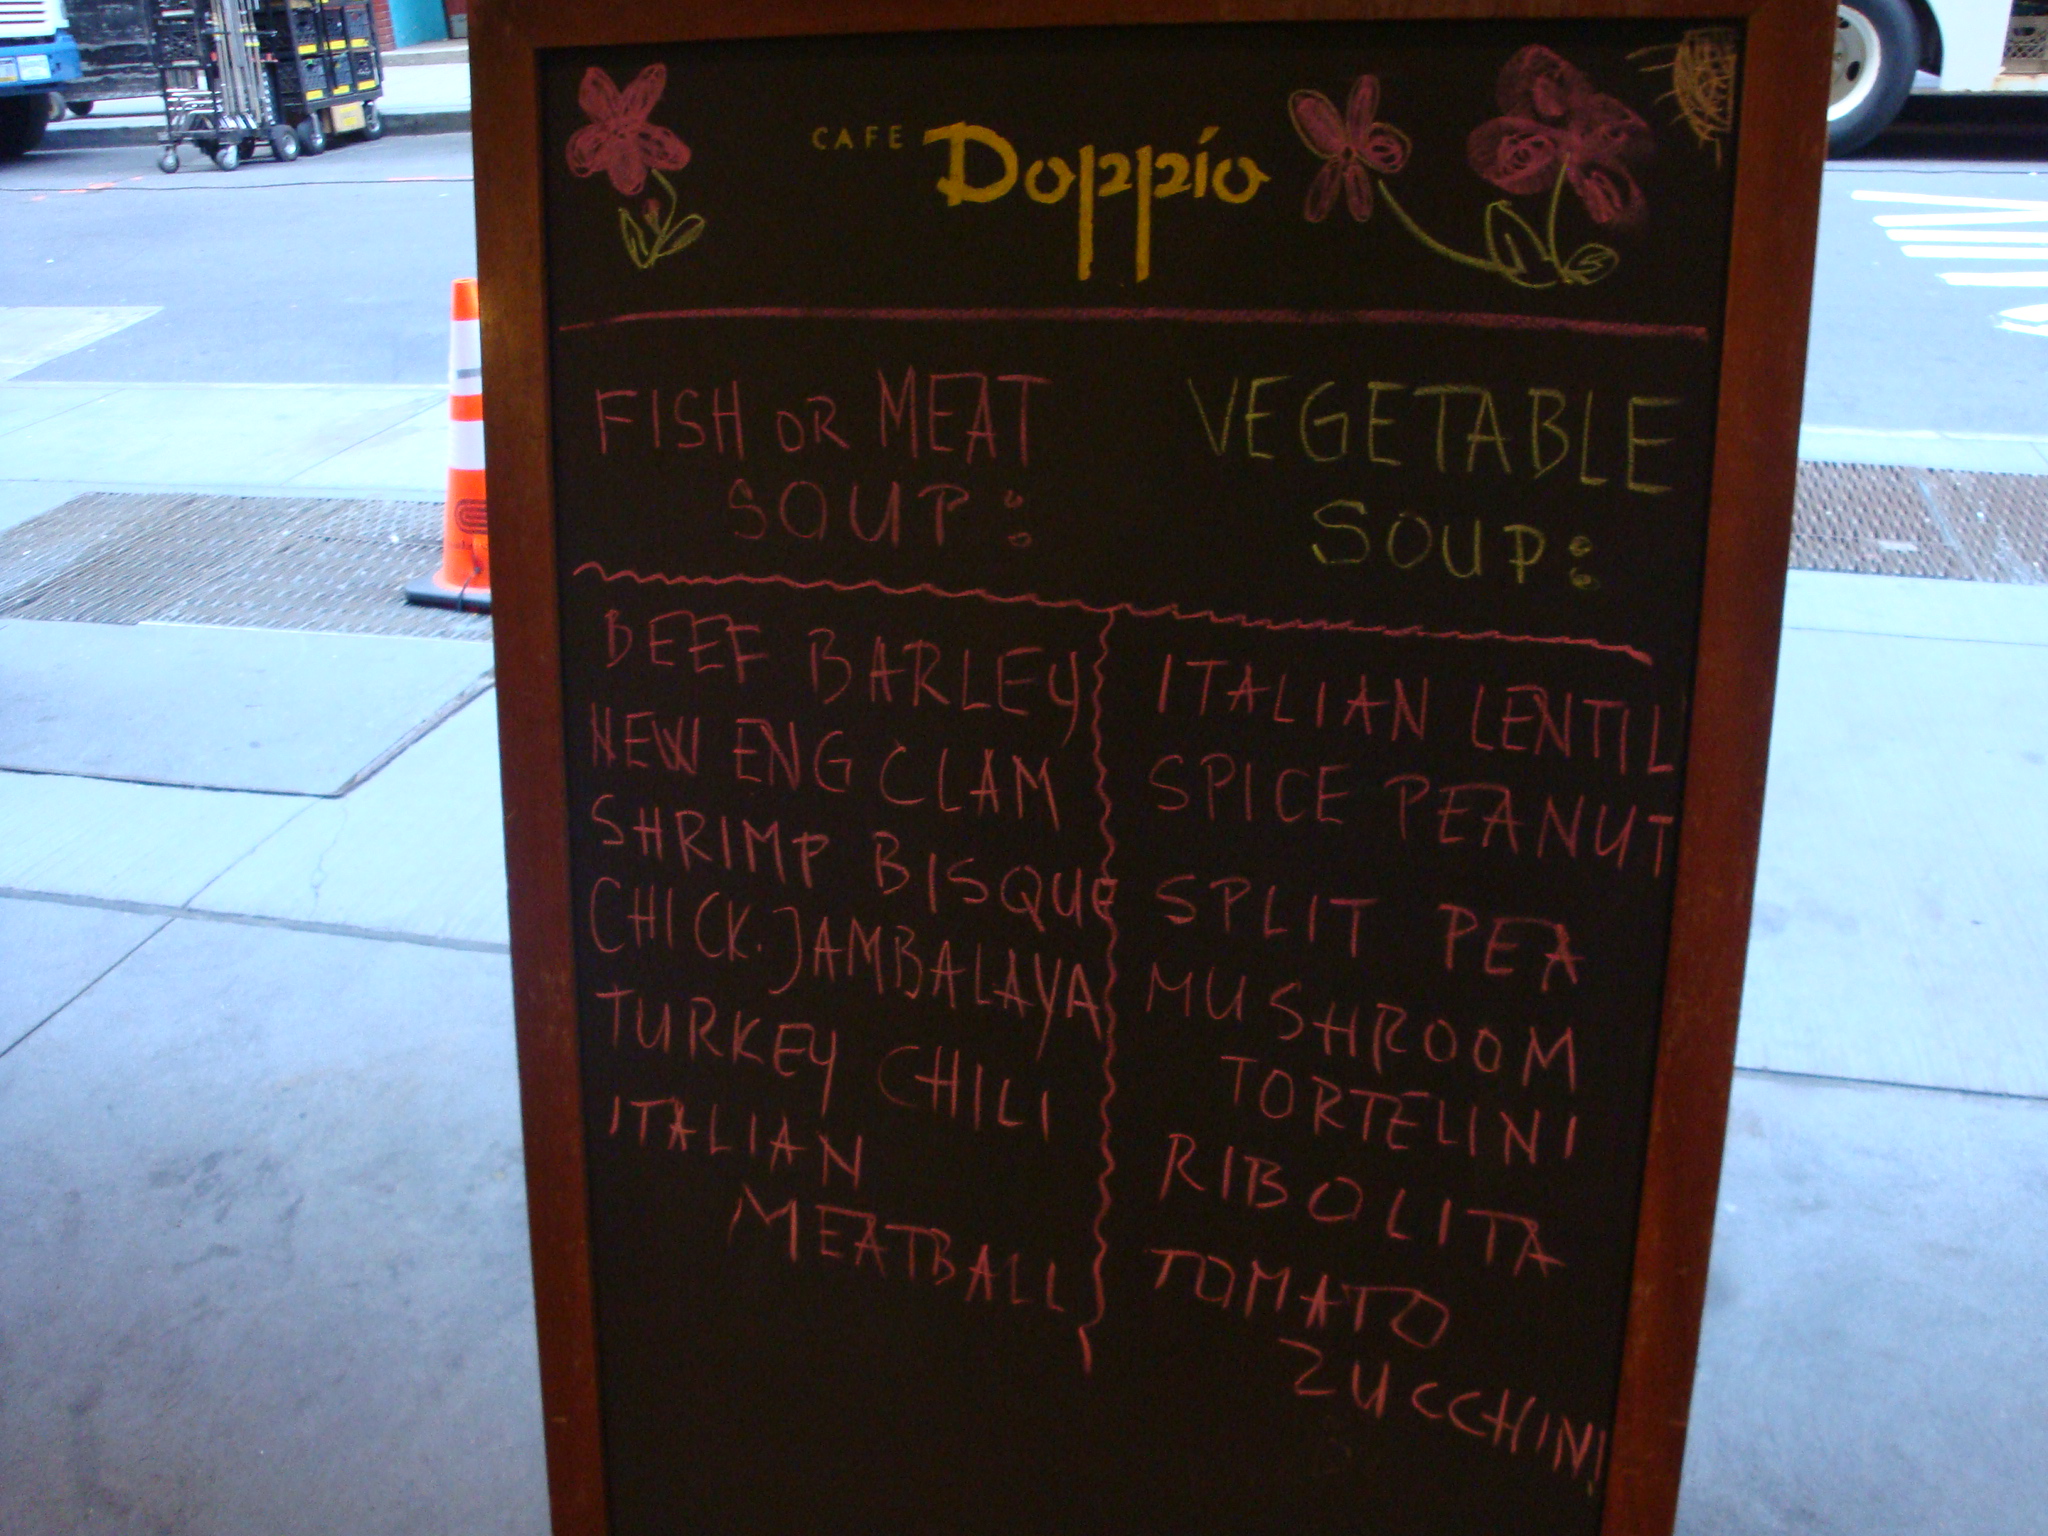 CAFE Doppio
FISH OR MEAT
SOUP:
BEEF BARLEY
NEW ENG CLAM
SHRIMP BISQUE
CHICK. JAMBALAYA
TURKEY CHILI
ITALIAN
MEATBALL
VEGETABLE
SOUP:
ITALIAN LENTIL
SPICE PEANUT
SPLIT PEA
MUSHROOM
TORTELINI
RIBOLITA
TOMATO
ZUCCHINI